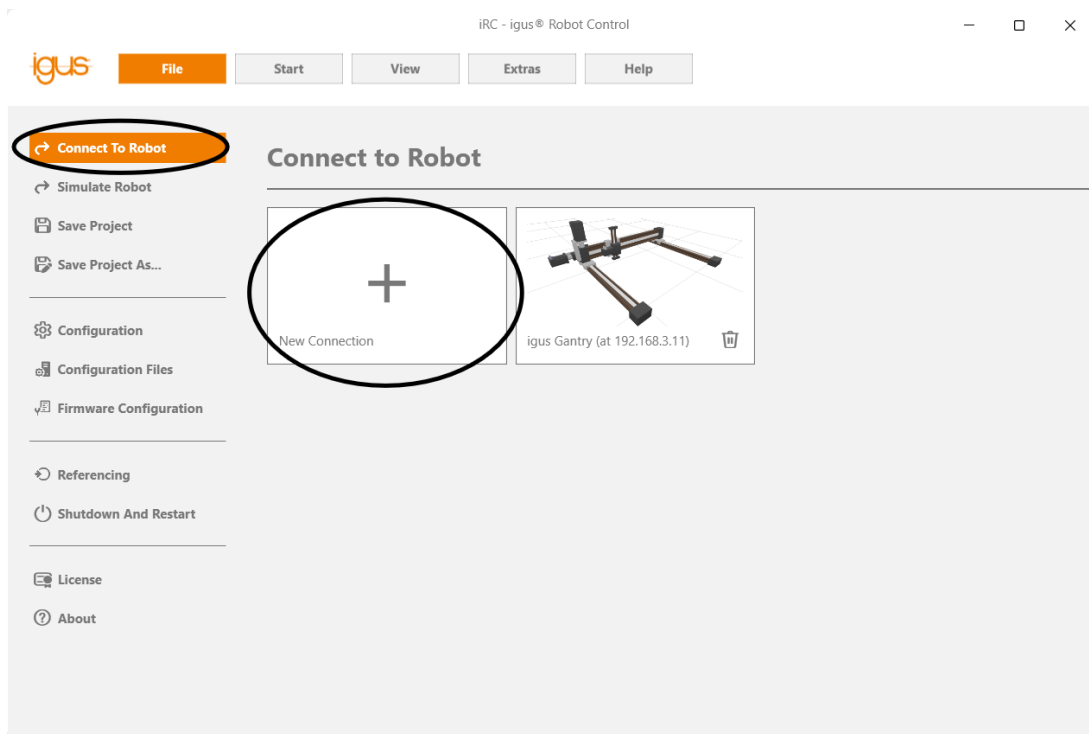 iRC - igus® Robot Control
igus
File
Start
View
Extras
Help
Connect To Robot
Simulate Robot
Save Project
Save Project As...
Configuration
Configuration Files
Firmware Configuration
Referencing
Shutdown And Restart
License
About
Connect to Robot
New Connection
igus Gantry (at 192.168.3.11)